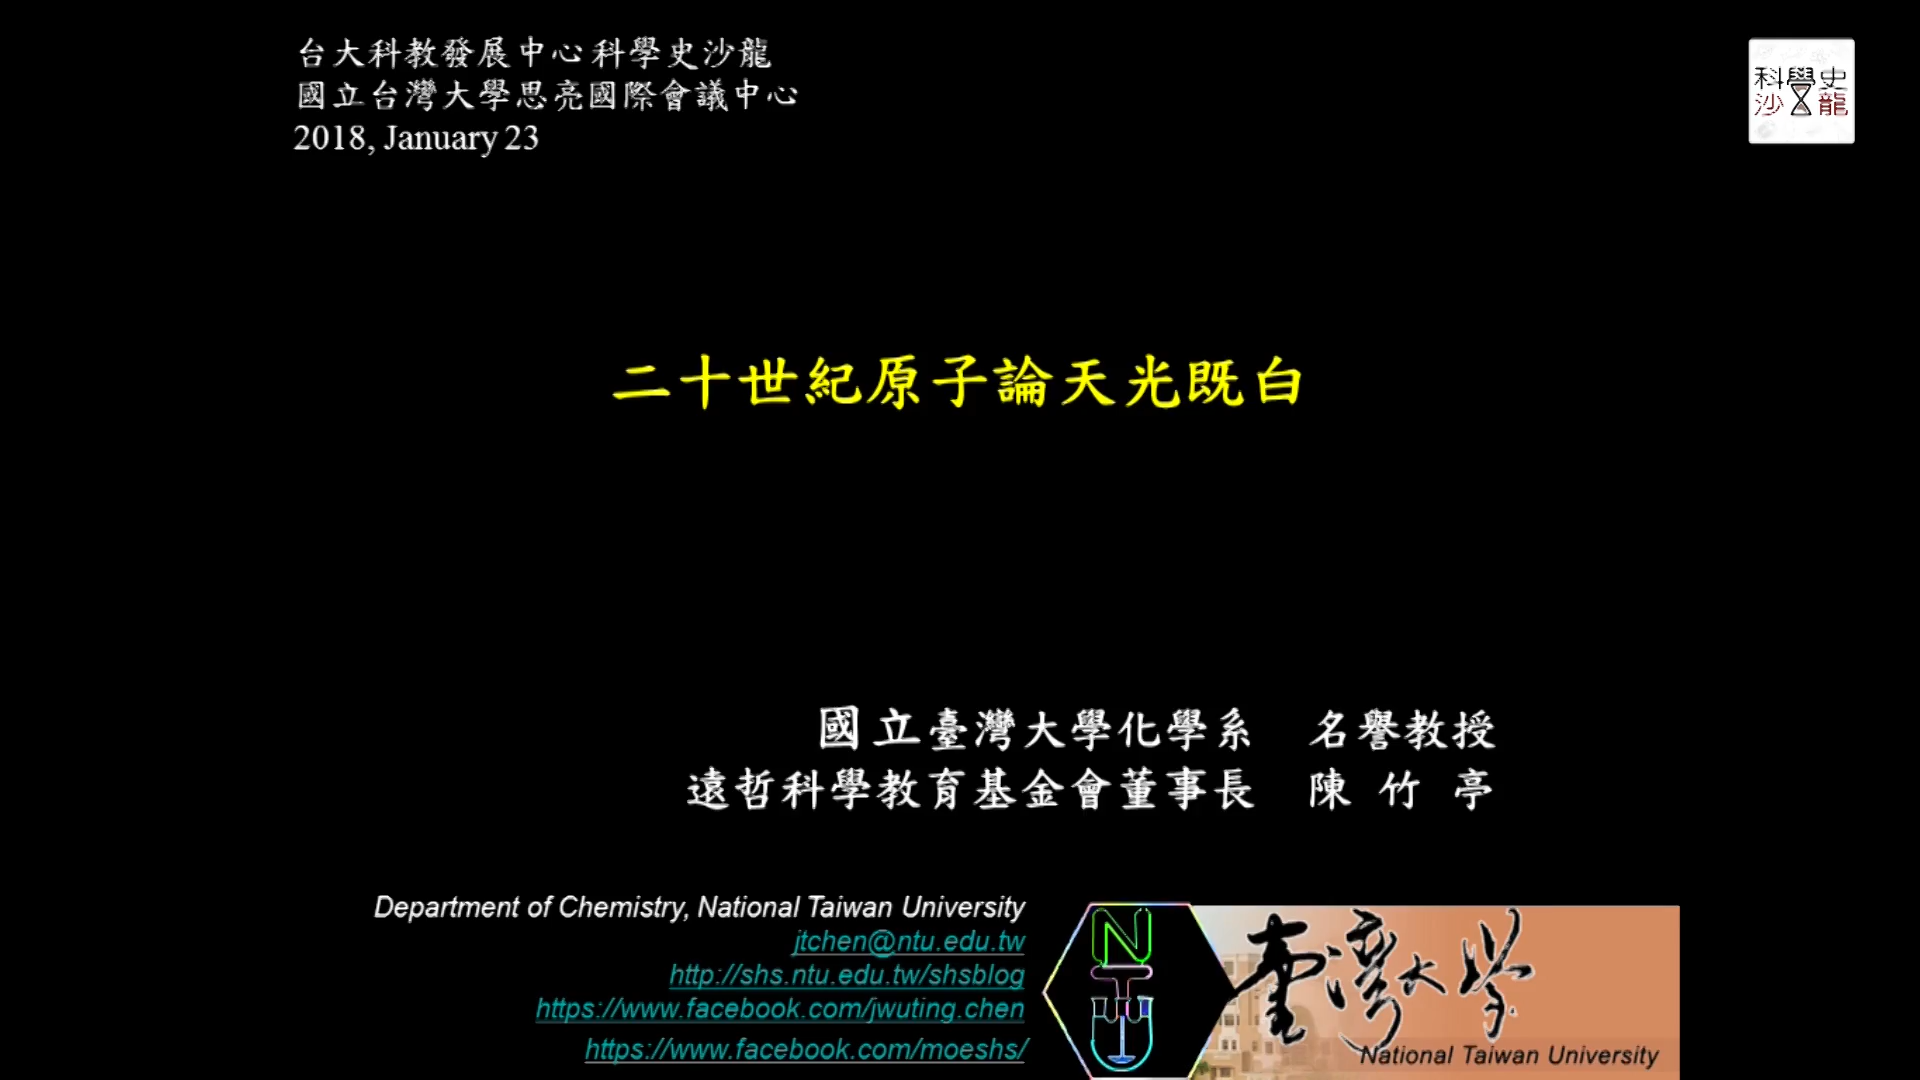 台大科教發展中心 科學史沙龍
國立台灣大學思亮國際會議中心
2018, January 23
科學史
沙龍
二十世紀原子論天光既白
國立臺灣大學化學系 名譽教授
遠哲科學教育基金會董事長 陳竹亭
Department of Chemistry, National Taiwan University
jtchen@ntu.edu.tw
http://shs.ntu.edu.tw/shsblog
https://www.facebook.com/jwuting.chen
https://www.facebook.com/moeshs/
NTU
臺灣大學
National Taiwan University